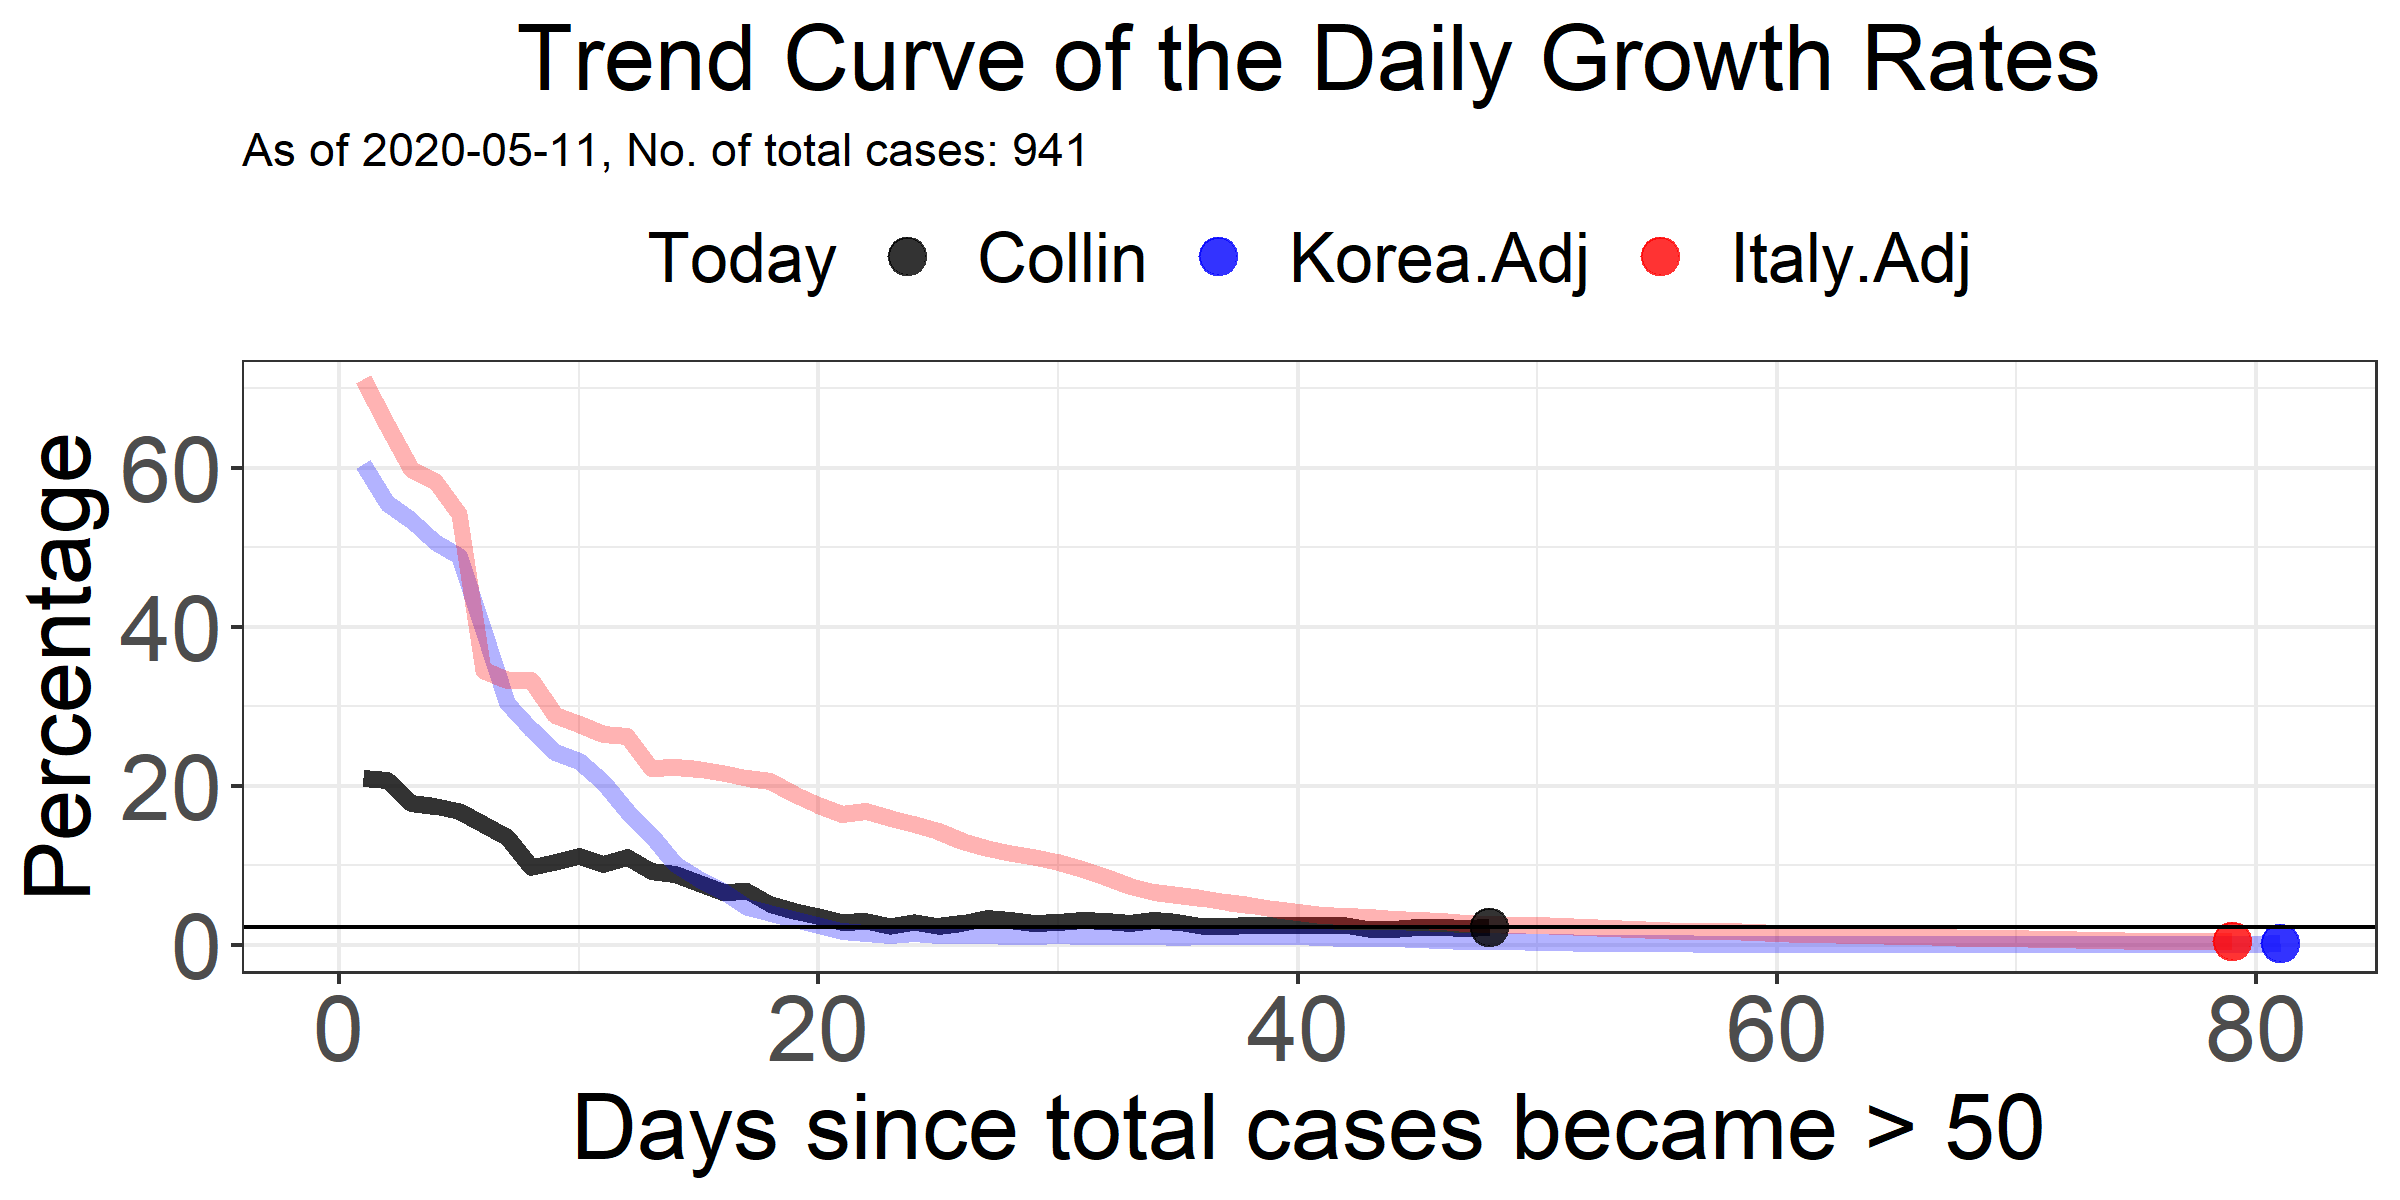 Trend Curve of the Daily Growth Rates
As of 2020-05-11, No. of total cases: 941
Today Collin Korea.Adj Italy.Adj
Percentage
60
40
20
0
0 20 40 60 80
Days since total cases became > 50